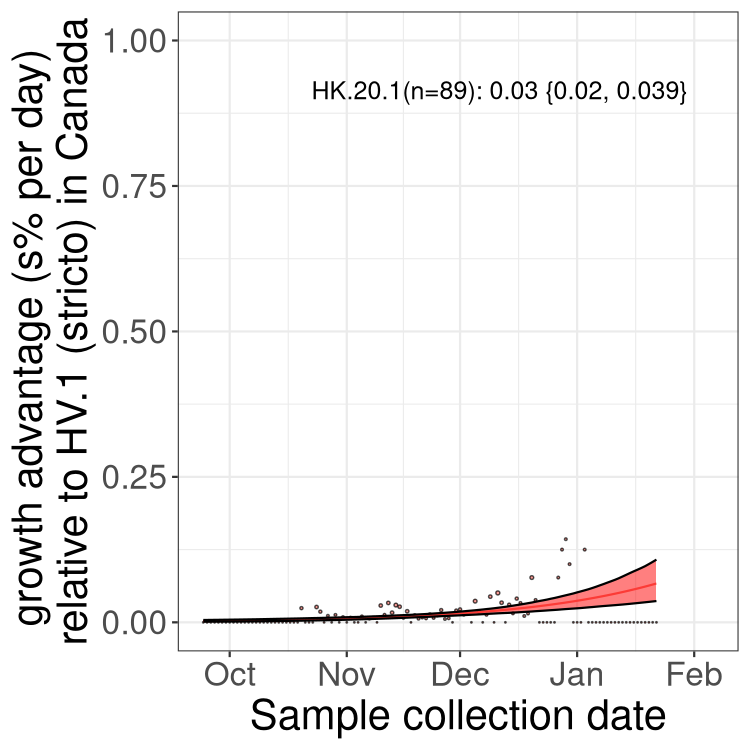 growth advantage (s% per day)
relative to HV.1 (stricto) in Canada
1.00
0.75
0.50
0.25
0.00
HK.20.1(n=89): 0.03 {0.02, 0.039}
Oct Nov Dec Jan Feb
Sample collection date